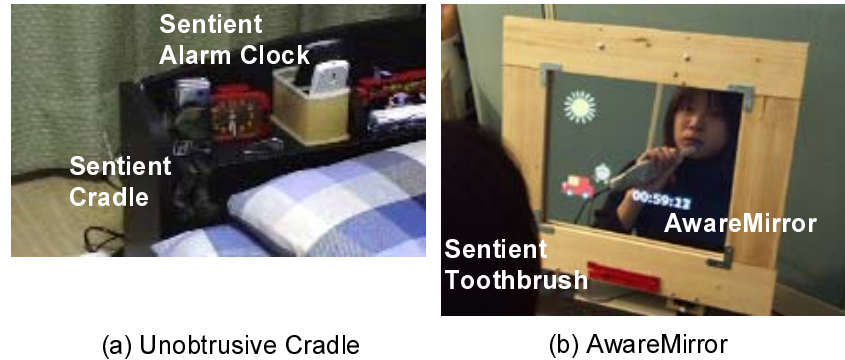 Sentient
Alarm Clock
Sentient
Cradle
00:59:22
AwareMirror
Sentient
Toothbrush
(a) Unobtrusive Cradle
(b) AwareMirror